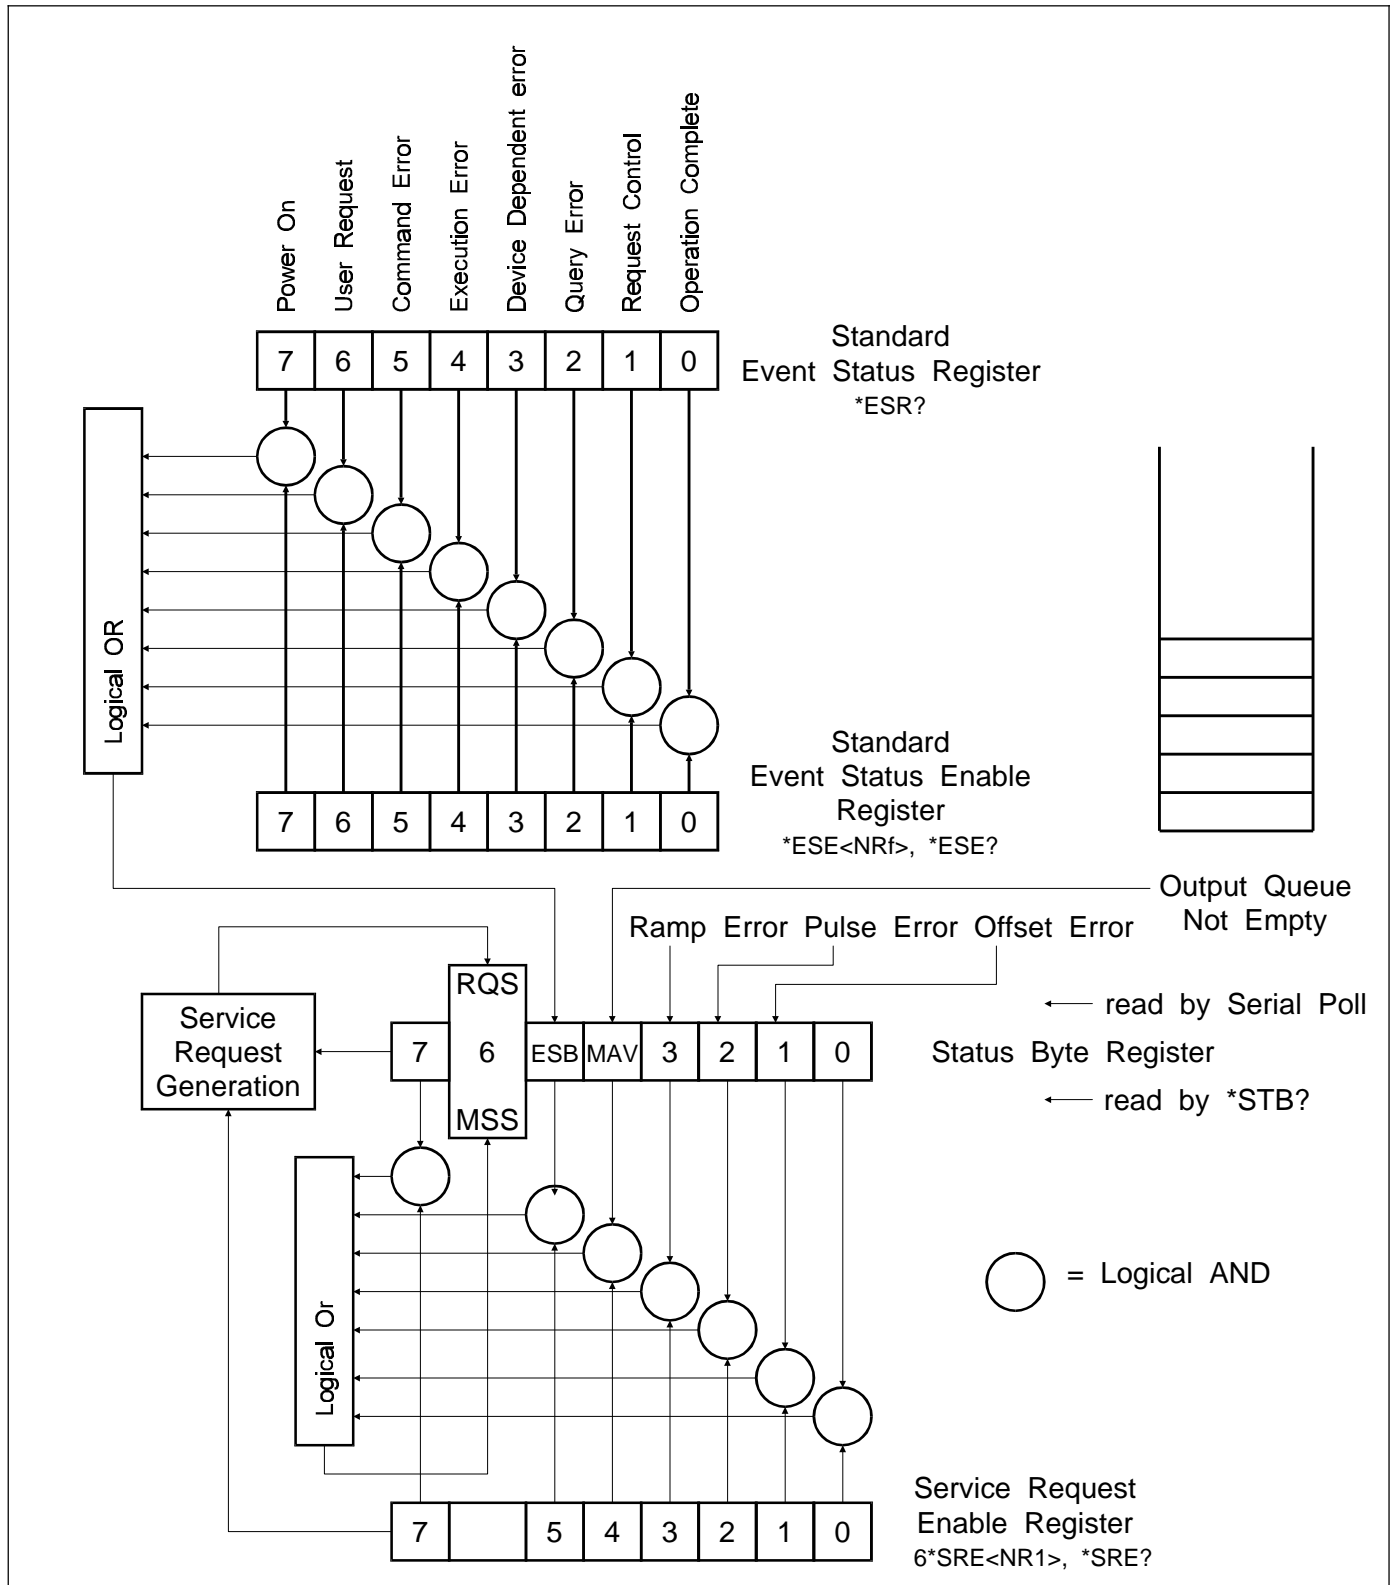 Power On
User Request
Command Error
Execution Error
Device Dependent error
Query Error
Request Control
Operation Complete
7 6 5 4 3 2 1 0
Standard
Event Status Register
*ESR?
Logical OR
Standard
Event Status Enable
Register
*ESE<NRf>, *ESE?
7 6 5 4 3 2 1 0
Output Queue
Not Empty
Ramp Error Pulse Error Offset Error
RQS
read by Serial Poll
Service
Request
Generation
7 6 ESB MAV 3 2 1 0
Status Byte Register
MSS
read by *STB?
Logical Or
= Logical AND
Service Request
Enable Register
6*SRE<NR1>, *SRE?
7 5 4 3 2 1 0